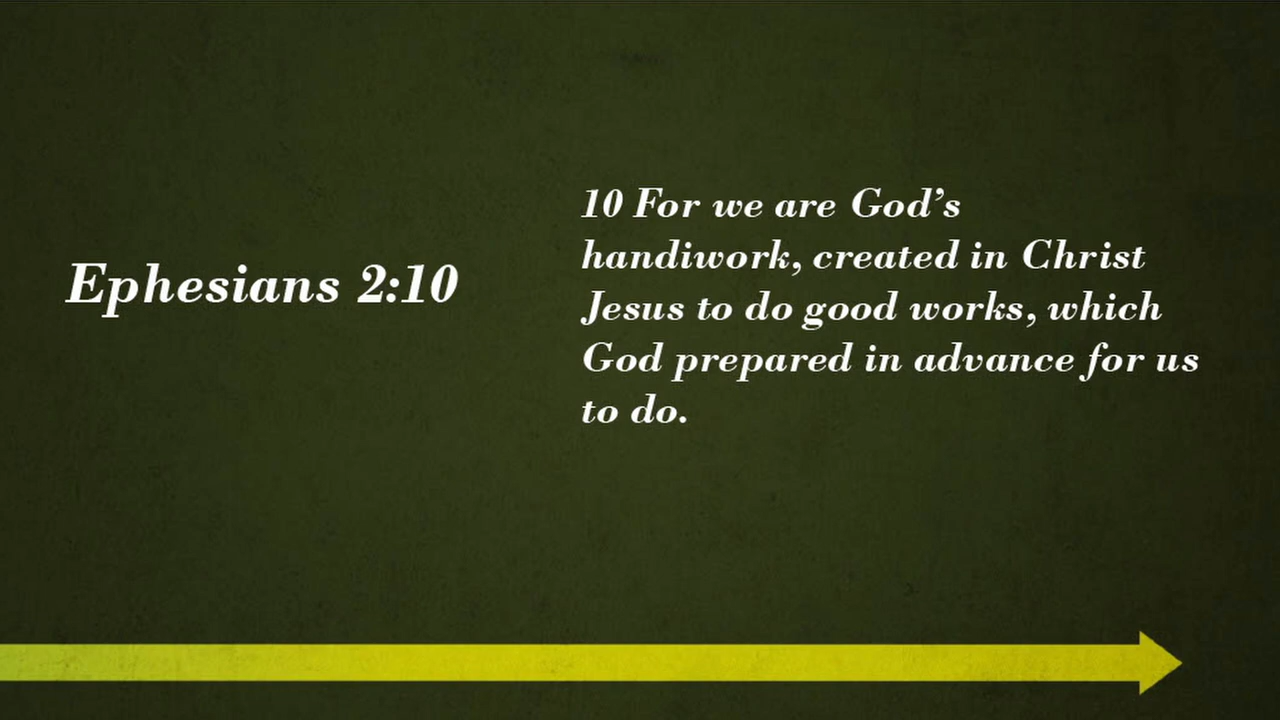 Ephesians 2:10
10 For we are God’s
handiwork, created in Christ
Jesus to do good works, which
God prepared in advance for us
to do.